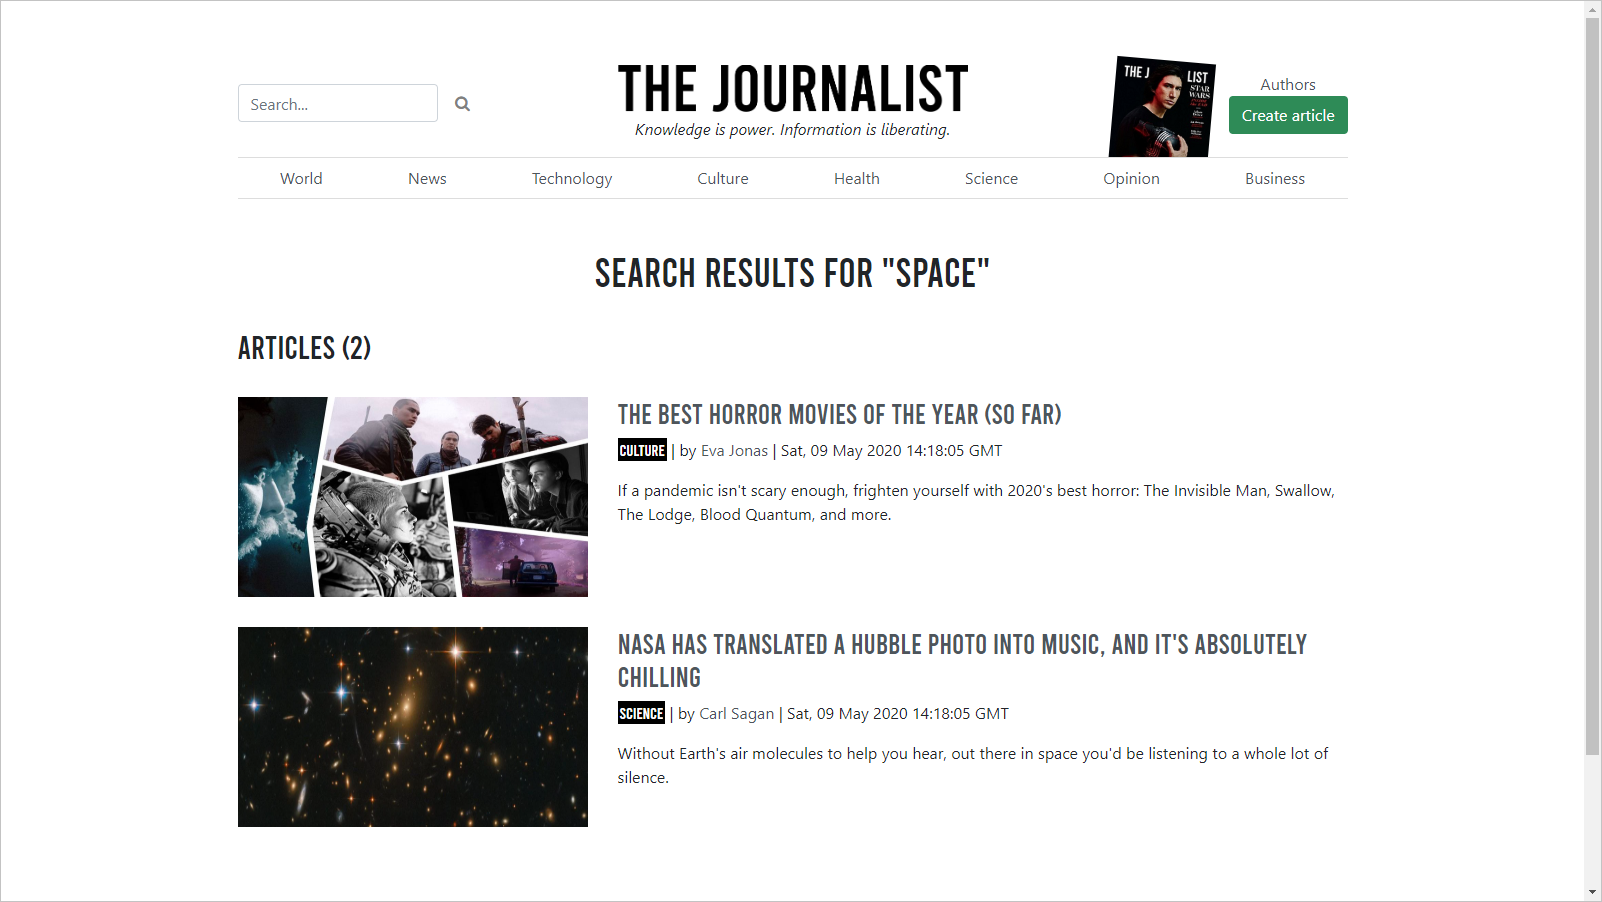 Search...
THE JOURNALIST
Knowledge is power. Information is liberating.
THE J LIST
STAR
WARS
Authors
Create article
World News Technology Culture Health Science Opinion Business
SEARCH RESULTS FOR "SPACE"
ARTICLES (2)
THE BEST HORROR MOVIES OF THE YEAR (SO FAR)
CULTURE | by Eva Jonas | Sat, 09 May 2020 14:18:05 GMT
If a pandemic isn't scary enough, frighten yourself with 2020's best horror: The Invisible Man, Swallow,
The Lodge, Blood Quantum, and more.
NASA HAS TRANSLATED A HUBBLE PHOTO INTO MUSIC, AND IT'S ABSOLUTELY
CHILLING
SCIENCE | by Carl Sagan | Sat, 09 May 2020 14:18:05 GMT
Without Earth's air molecules to help you hear, out there in space you'd be listening to a whole lot of
silence.